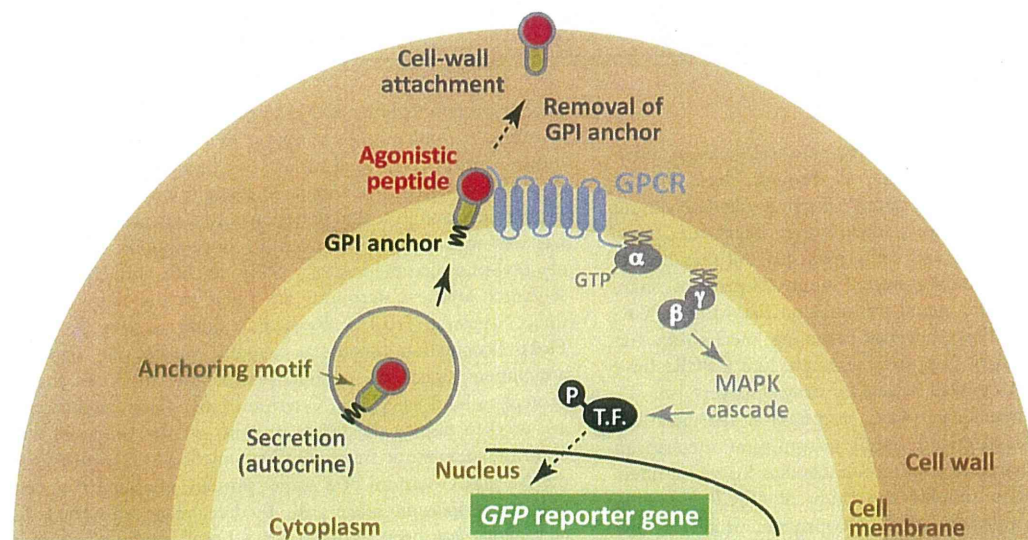 Cell-wall
attachment
Removal of
GPI anchor
Agonistic
peptide
GPCR
GPI anchor
α
GTP
γ
β
Anchoring motif
MAPK
cascade
P
T.F.
Secretion
(autocrine)
Nucleus
Cell wall
GFP reporter gene
Cytoplasm
Cell
membrane